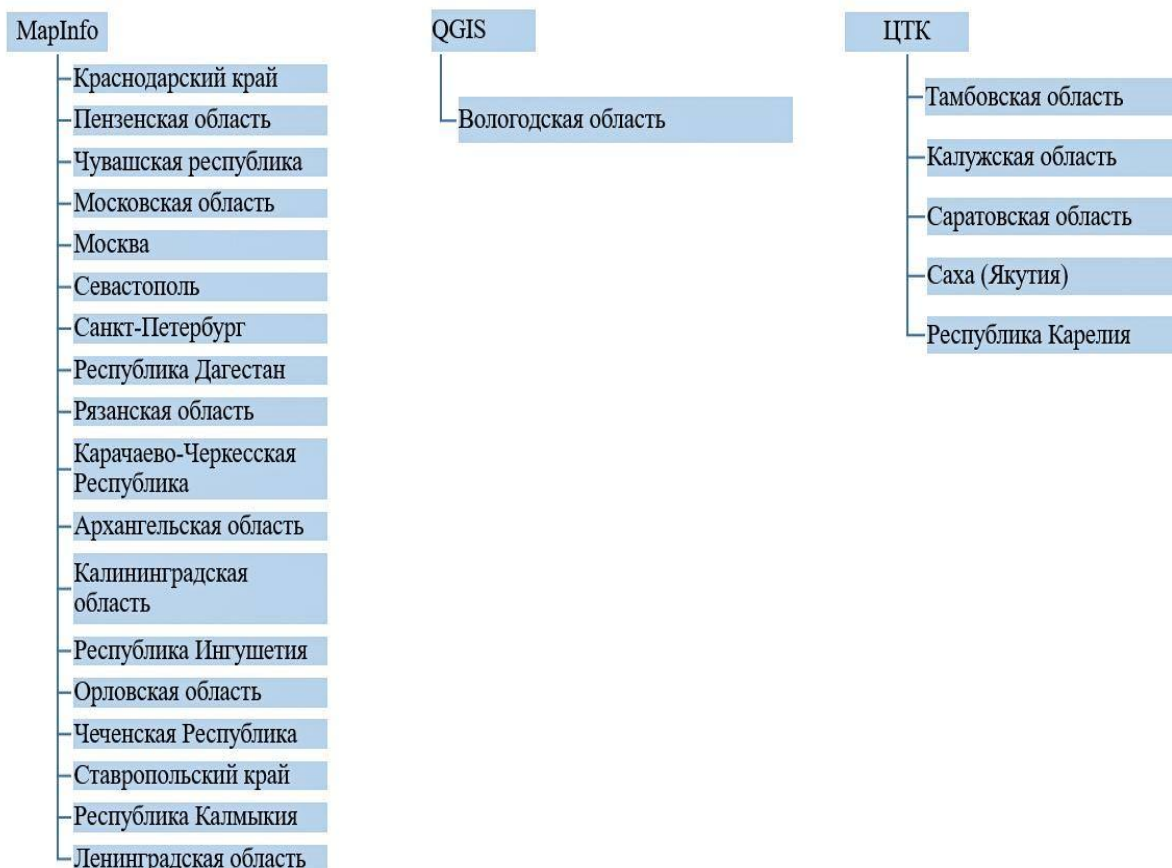 MapInfo
Краснодарский край
Пензенская область
Чувашская республика
Московская область
Москва
Севастополь
Санкт-Петербург
Республика Дагестан
Рязанская область
Карачаево-Черкесская
Республика
Архангельская область
Калининградская
область
Республика Ингушетия
Орловская область
Чеченская Республика
Ставропольский край
Республика Калмыкия
Ленинградская область
QGIS
Вологодская область
ЦТК
Тамбовская область
Калужская область
Саратовская область
Саха (Якутия)
Республика Карелия